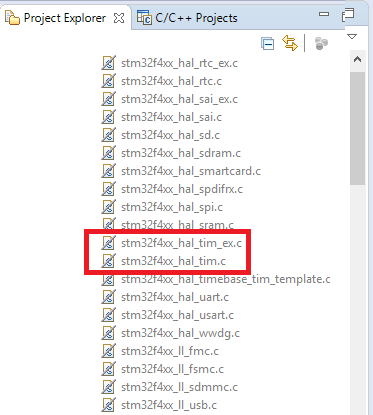 Project Explorer C/C++ Projects
stm32f4xx_hal_rtc_ex.c
stm32f4xx_hal_rtc.c
stm32f4xx_hal_sai_ex.c
stm32f4xx_hal_sai.c
stm32f4xx_hal_sd.c
stm32f4xx_hal_sdram.c
stm32f4xx_hal_smartcard.c
stm32f4xx_hal_spdifrx.c
stm32f4xx_hal_spi.c
stm32f4xx_hal_sram.c
stm32f4xx_hal_tim_ex.c
stm32f4xx_hal_tim.c
stm32f4xx_hal_timebase_tim_template.c
stm32f4xx_hal_uart.c
stm32f4xx_hal_usart.c
stm32f4xx_hal_wwdg.c
stm32f4xx_ll_fmc.c
stm32f4xx_ll_fsmc.c
stm32f4xx_ll_sdmmc.c
stm32f4xx_ll_usb.c